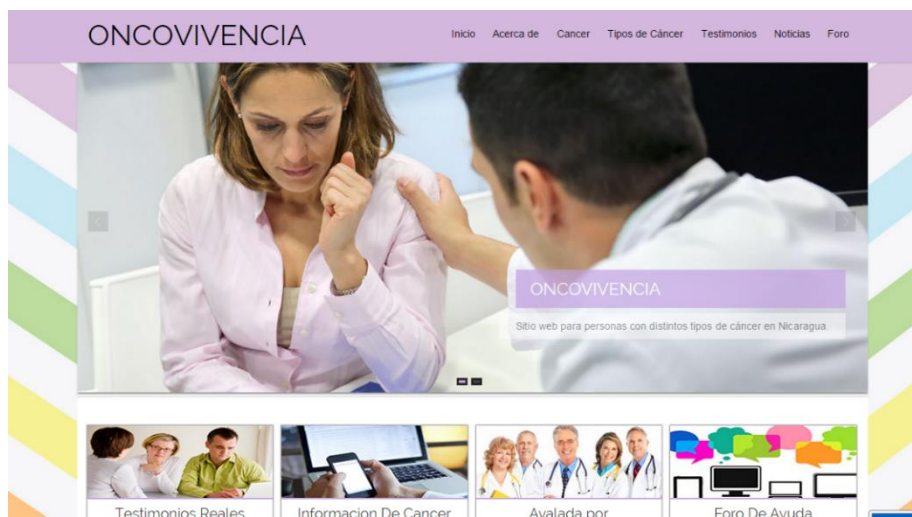 ONCOVIVENCIA
Inicio Acerca de Cancer Tipos de Cáncer Testimonios Noticias Foro
ONCOVIVENCIA
Sitio web para personas con distintos tipos de cáncer en Nicaragua.
Testimonios Reales Informacion De Cancer Avalada por Foro De Ayuda